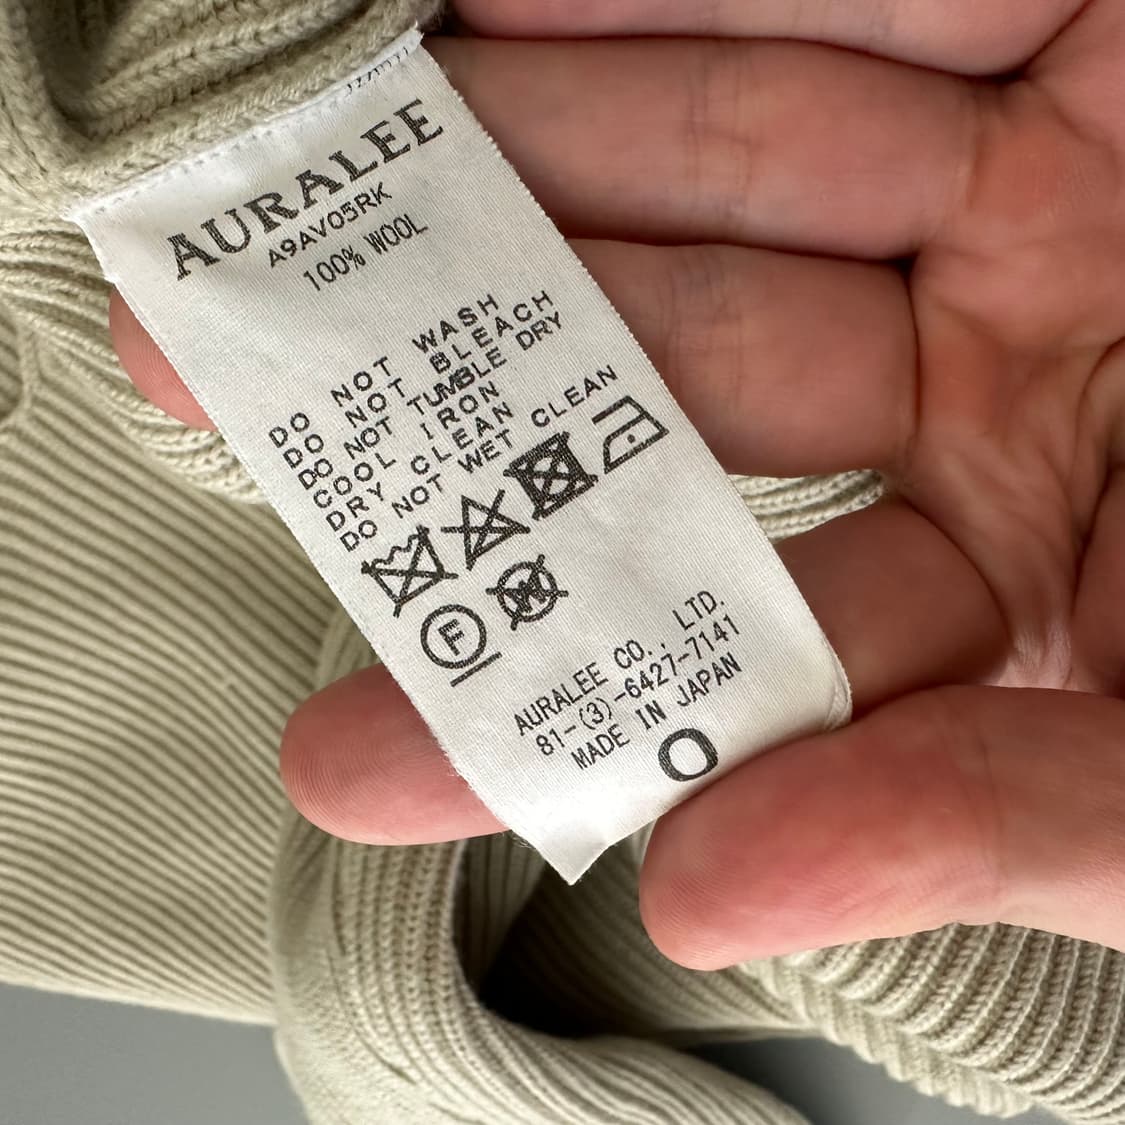 AURALEE
A9AV05RK
100% WOOL
DO NOT WASH
DO NOT BLEACH
DO NOT TUMBLE DRY
COOL IRON
DRY CLEAN
DO NOT WET CLEAN
F
W
AURALEE CO., LTD.
81-(3)-6427-7141
MADE IN JAPAN
O